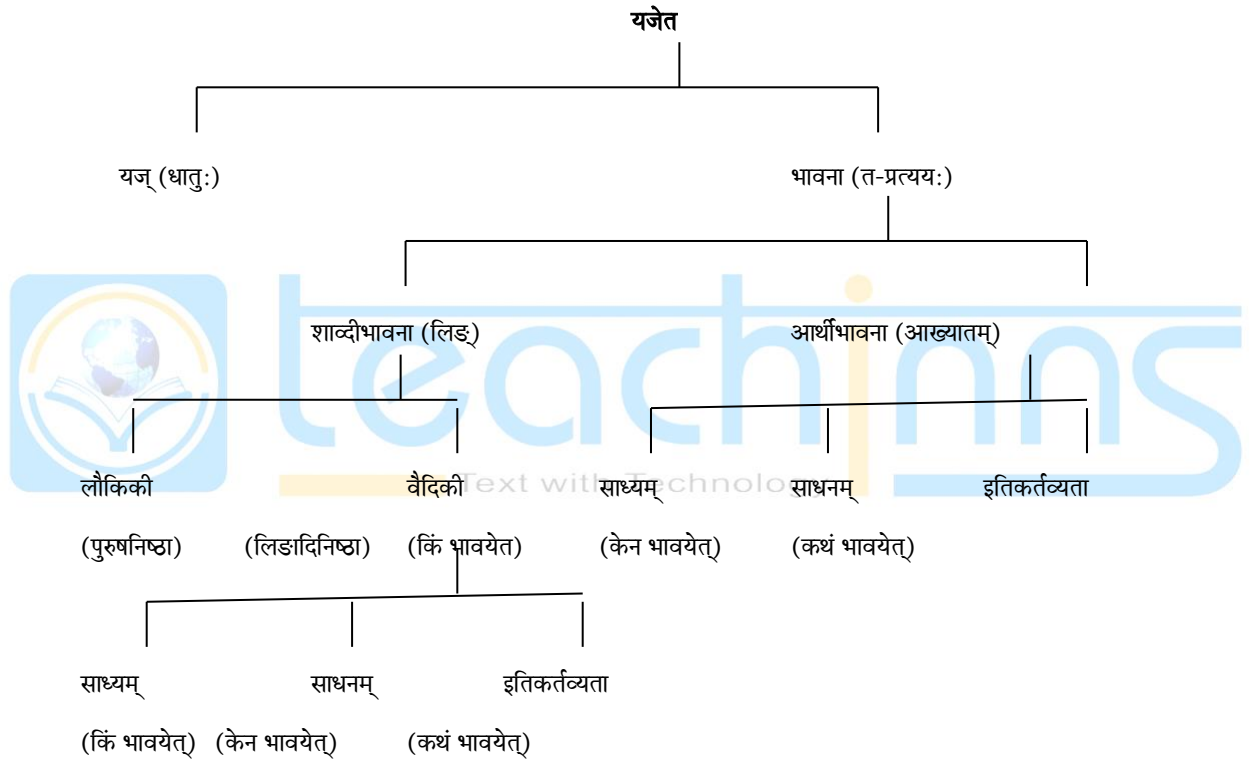 यजेत
यज् (धातु:) भावना (त-प्रत्यय:)
शाव्दीभावना (लिङ्) आर्थीभावना (आख्यातम्)
teachinns
लौकिकी वैदिकी साध्यम् साधनम् इतिकर्तव्यता
Text with Technology
(पुरुषनिष्ठा) (लिङादिनिष्ठा) (किं भावयेत) (केन भावयेत्) (कथं भावयेत्)
साध्यम् साधनम् इतिकर्तव्यता
(किं भावयेत्) (केन भावयेत्) (कथं भावयेत्)